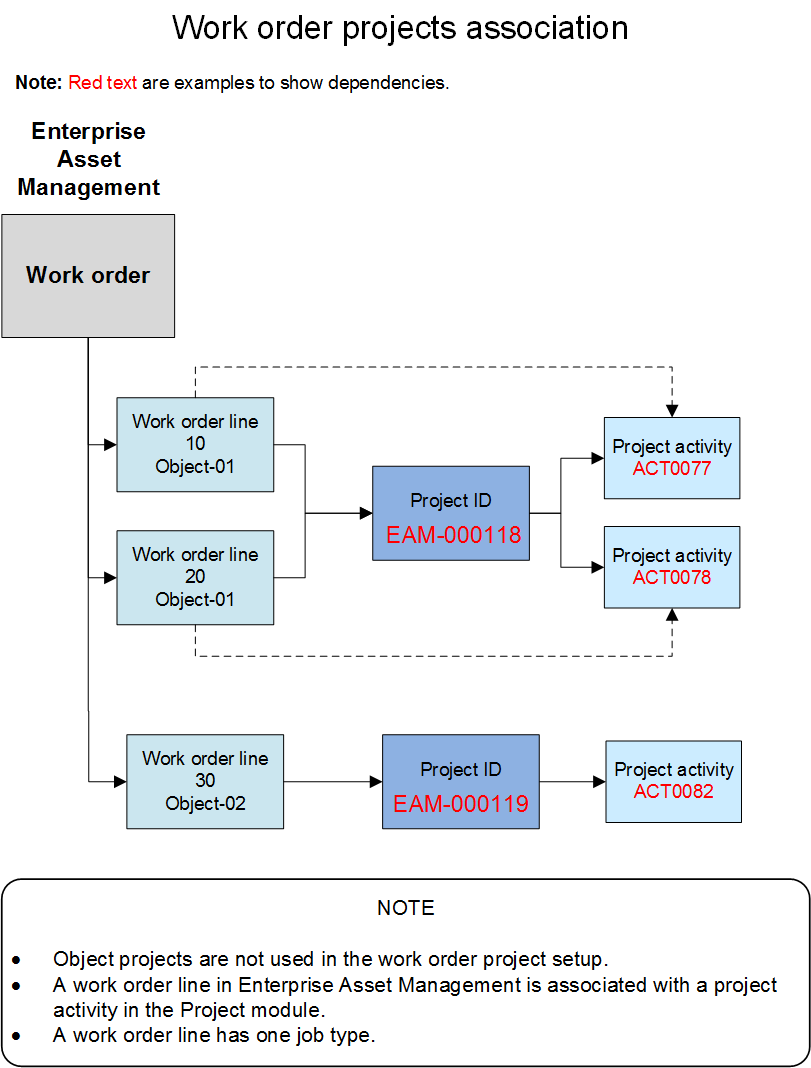 Work order projects association
Note: Red text are examples to show dependencies.
Enterprise
Asset
Management
Work order
Work order line
10
Object-01
Project activity
ACT0077
Project ID
EAM-000118
Work order line
20
Object-01
Project activity
ACT0078
Work order line
30
Object-02
Project ID
EAM-000119
Project activity
ACT0082
NOTE
● Object projects are not used in the work order project setup.
● A work order line in Enterprise Asset Management is associated with a project
activity in the Project module.
● A work order line has one job type.